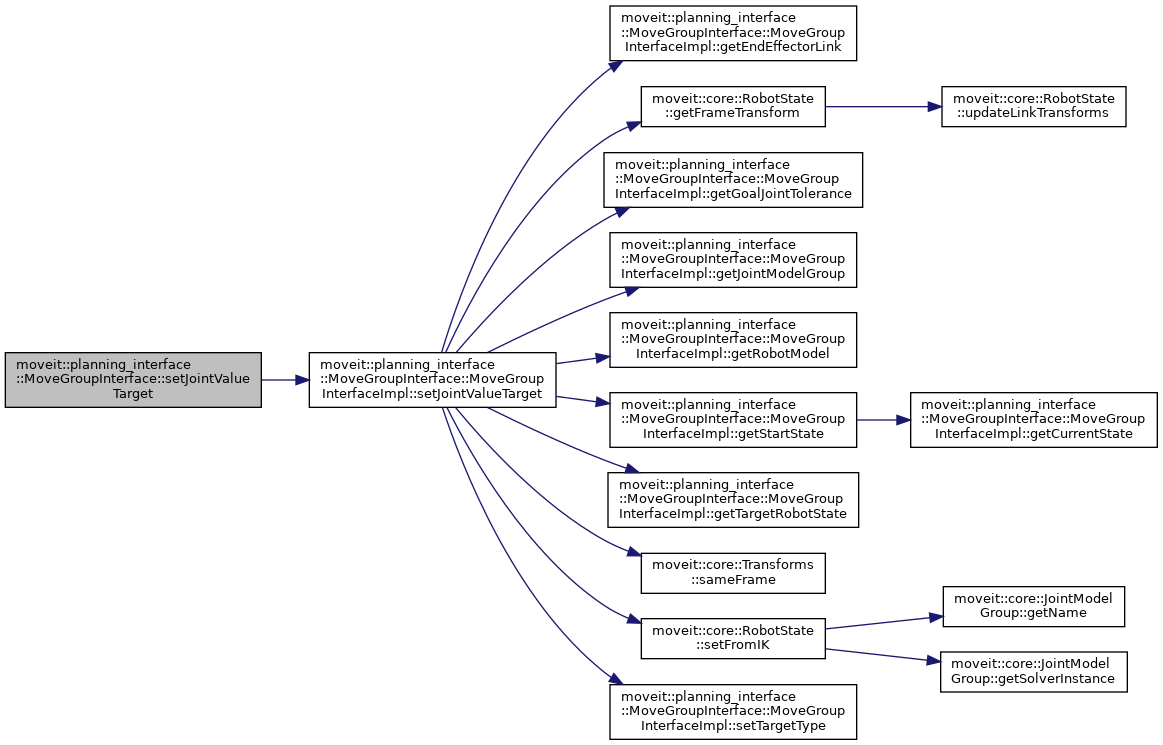 moveit::planning_interface
::MoveGroupInterface::setJointValue
Target
moveit::planning_interface
::MoveGroupInterface::MoveGroup
InterfaceImpl::setJointValueTarget
moveit::planning_interface
::MoveGroupInterface::MoveGroup
InterfaceImpl::getEndEffectorLink
moveit::core::RobotState
::getFrameTransform
moveit::core::RobotState
::updateLinkTransforms
moveit::planning_interface
::MoveGroupInterface::MoveGroup
InterfaceImpl::getGoalJointTolerance
moveit::planning_interface
::MoveGroupInterface::MoveGroup
InterfaceImpl::getJointModelGroup
moveit::planning_interface
::MoveGroupInterface::MoveGroup
InterfaceImpl::getRobotModel
moveit::planning_interface
::MoveGroupInterface::MoveGroup
InterfaceImpl::getStartState
moveit::planning_interface
::MoveGroupInterface::MoveGroup
InterfaceImpl::getCurrentState
moveit::planning_interface
::MoveGroupInterface::MoveGroup
InterfaceImpl::getTargetRobotState
moveit::core::Transforms
::sameFrame
moveit::core::RobotState
::setFromIK
moveit::core::JointModel
Group::getName
moveit::core::JointModel
Group::getSolverInstance
moveit::planning_interface
::MoveGroupInterface::MoveGroup
InterfaceImpl::setTargetType